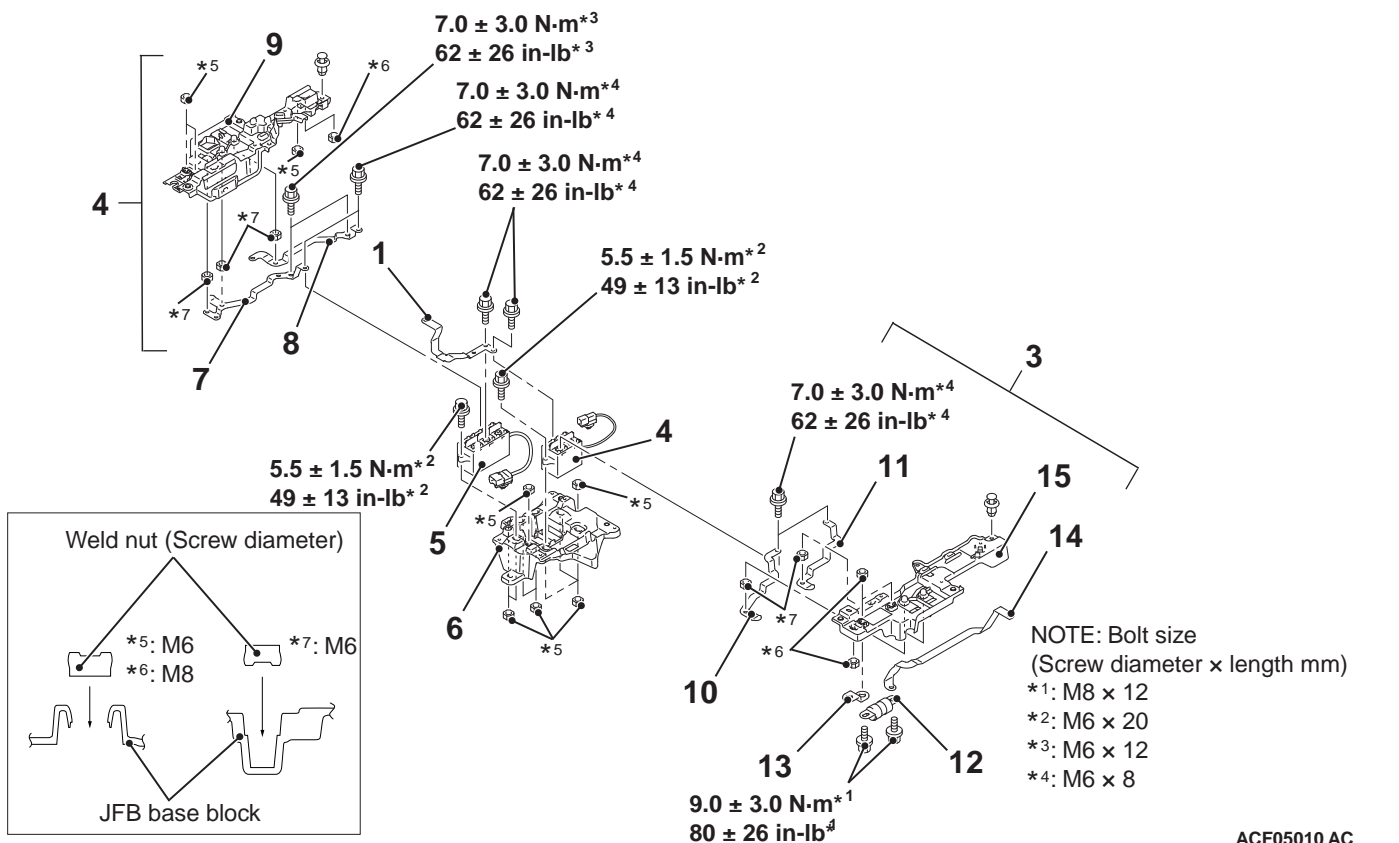 7.0 ± 3.0 N·m*3
62 ± 26 in-lb*3
9
*5
*6
7.0 ± 3.0 N·m*4
62 ± 26 in-lb*4
*5
7.0 ± 3.0 N·m*4
62 ± 26 in-lb*4
4
*7
1
5.5 ± 1.5 N·m*2
49 ± 13 in-lb*2
*7
8
7
3
7.0 ± 3.0 N·m*4
62 ± 26 in-lb*4
4
11
5.5 ± 1.5 N·m*2
49 ± 13 in-lb*2
15
*5
*5
5
14
6
*5
*7
*6
10
13
12
9.0 ± 3.0 N·m*1
80 ± 26 in-lb*1
Weld nut (Screw diameter)
*5: M6
*6: M8
*7: M6
JFB base block
NOTE: Bolt size
(Screw diameter × length mm)
*1: M8 × 12
*2: M6 × 20
*3: M6 × 12
*4: M6 × 8
ACF05010 AC